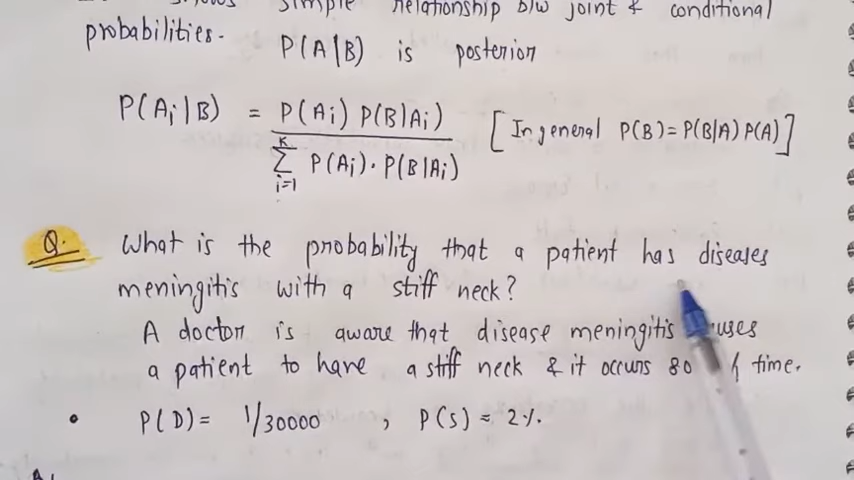 simple relationship b/w joint & conditional
probabilities. P(A|B) is posterior
P(Ai|B) = P(Ai) P(B|Ai) / K∑i=1 P(Ai)·P(B|Ai) [In general P(B)=P(B|A)P(A)]
Q. What is the probability that a patient has diseases
meningitis with a stiff neck?
A doctor is aware that disease meningitis
a patient to have a stiff neck & it occurs 80 time.
• P(D)= 1/30000 , P(S) = 2%.